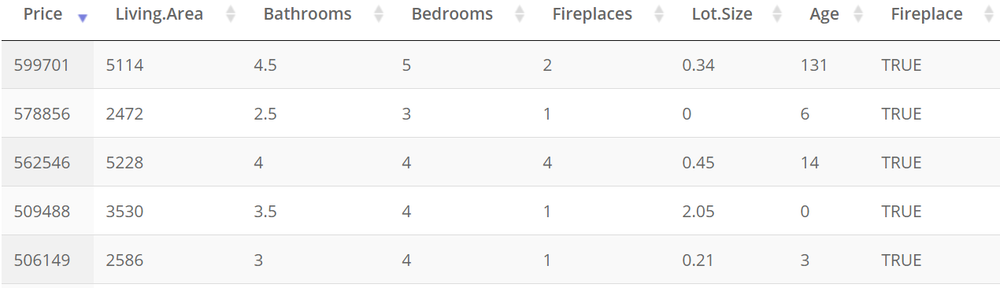 Price Living.Area Bathrooms Bedrooms Fireplaces Lot.Size Age Fireplace
599701 5114 4.5 5 2 0.34 131 TRUE
578856 2472 2.5 3 1 0 6 TRUE
562546 5228 4 4 4 0.45 14 TRUE
509488 3530 3.5 4 1 2.05 0 TRUE
506149 2586 3 4 1 0.21 3 TRUE